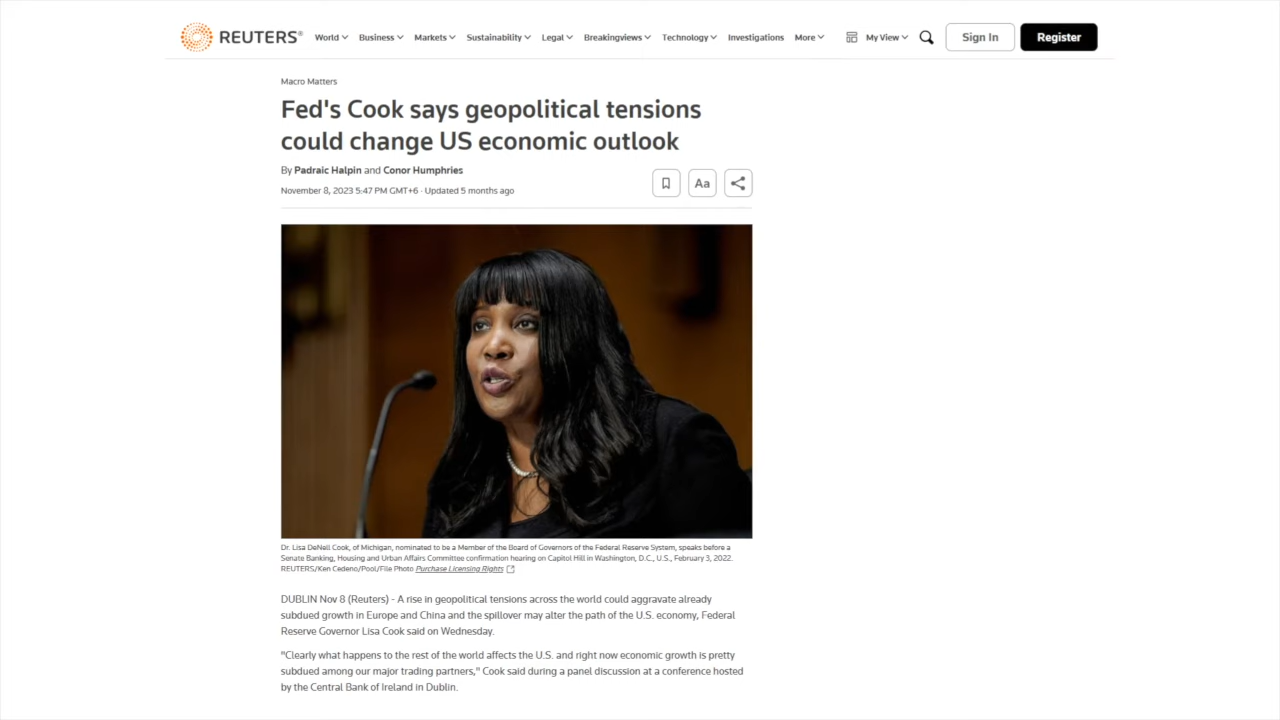 REUTERS® World Business Markets Sustainability Legal Breakingviews Technology Investigations More My View Sign In Register
Macro Matters
Fed's Cook says geopolitical tensions
could change US economic outlook
By Padraic Halpin and Conor Humphries
November 8, 2023 5:47 PM GMT+6 · Updated 5 months ago
Aa
Dr. Lisa DeNell Cook, of Michigan, nominated to be a Member of the Board of Governors of the Federal Reserve System, speaks before a
Senate Banking, Housing and Urban Affairs Committee confirmation hearing on Capitol Hill in Washington, D.C., U.S., February 3, 2022.
REUTERS/Ken Cedeno/Pool/File Photo Purchase Licensing Rights
DUBLIN Nov 8 (Reuters) - A rise in geopolitical tensions across the world could aggravate already
subdued growth in Europe and China and the spillover may alter the path of the U.S. economy, Federal
Reserve Governor Lisa Cook said on Wednesday.
"Clearly what happens to the rest of the world affects the U.S. and right now economic growth is pretty
subdued among our major trading partners," Cook said during a panel discussion at a conference hosted
by the Central Bank of Ireland in Dublin.